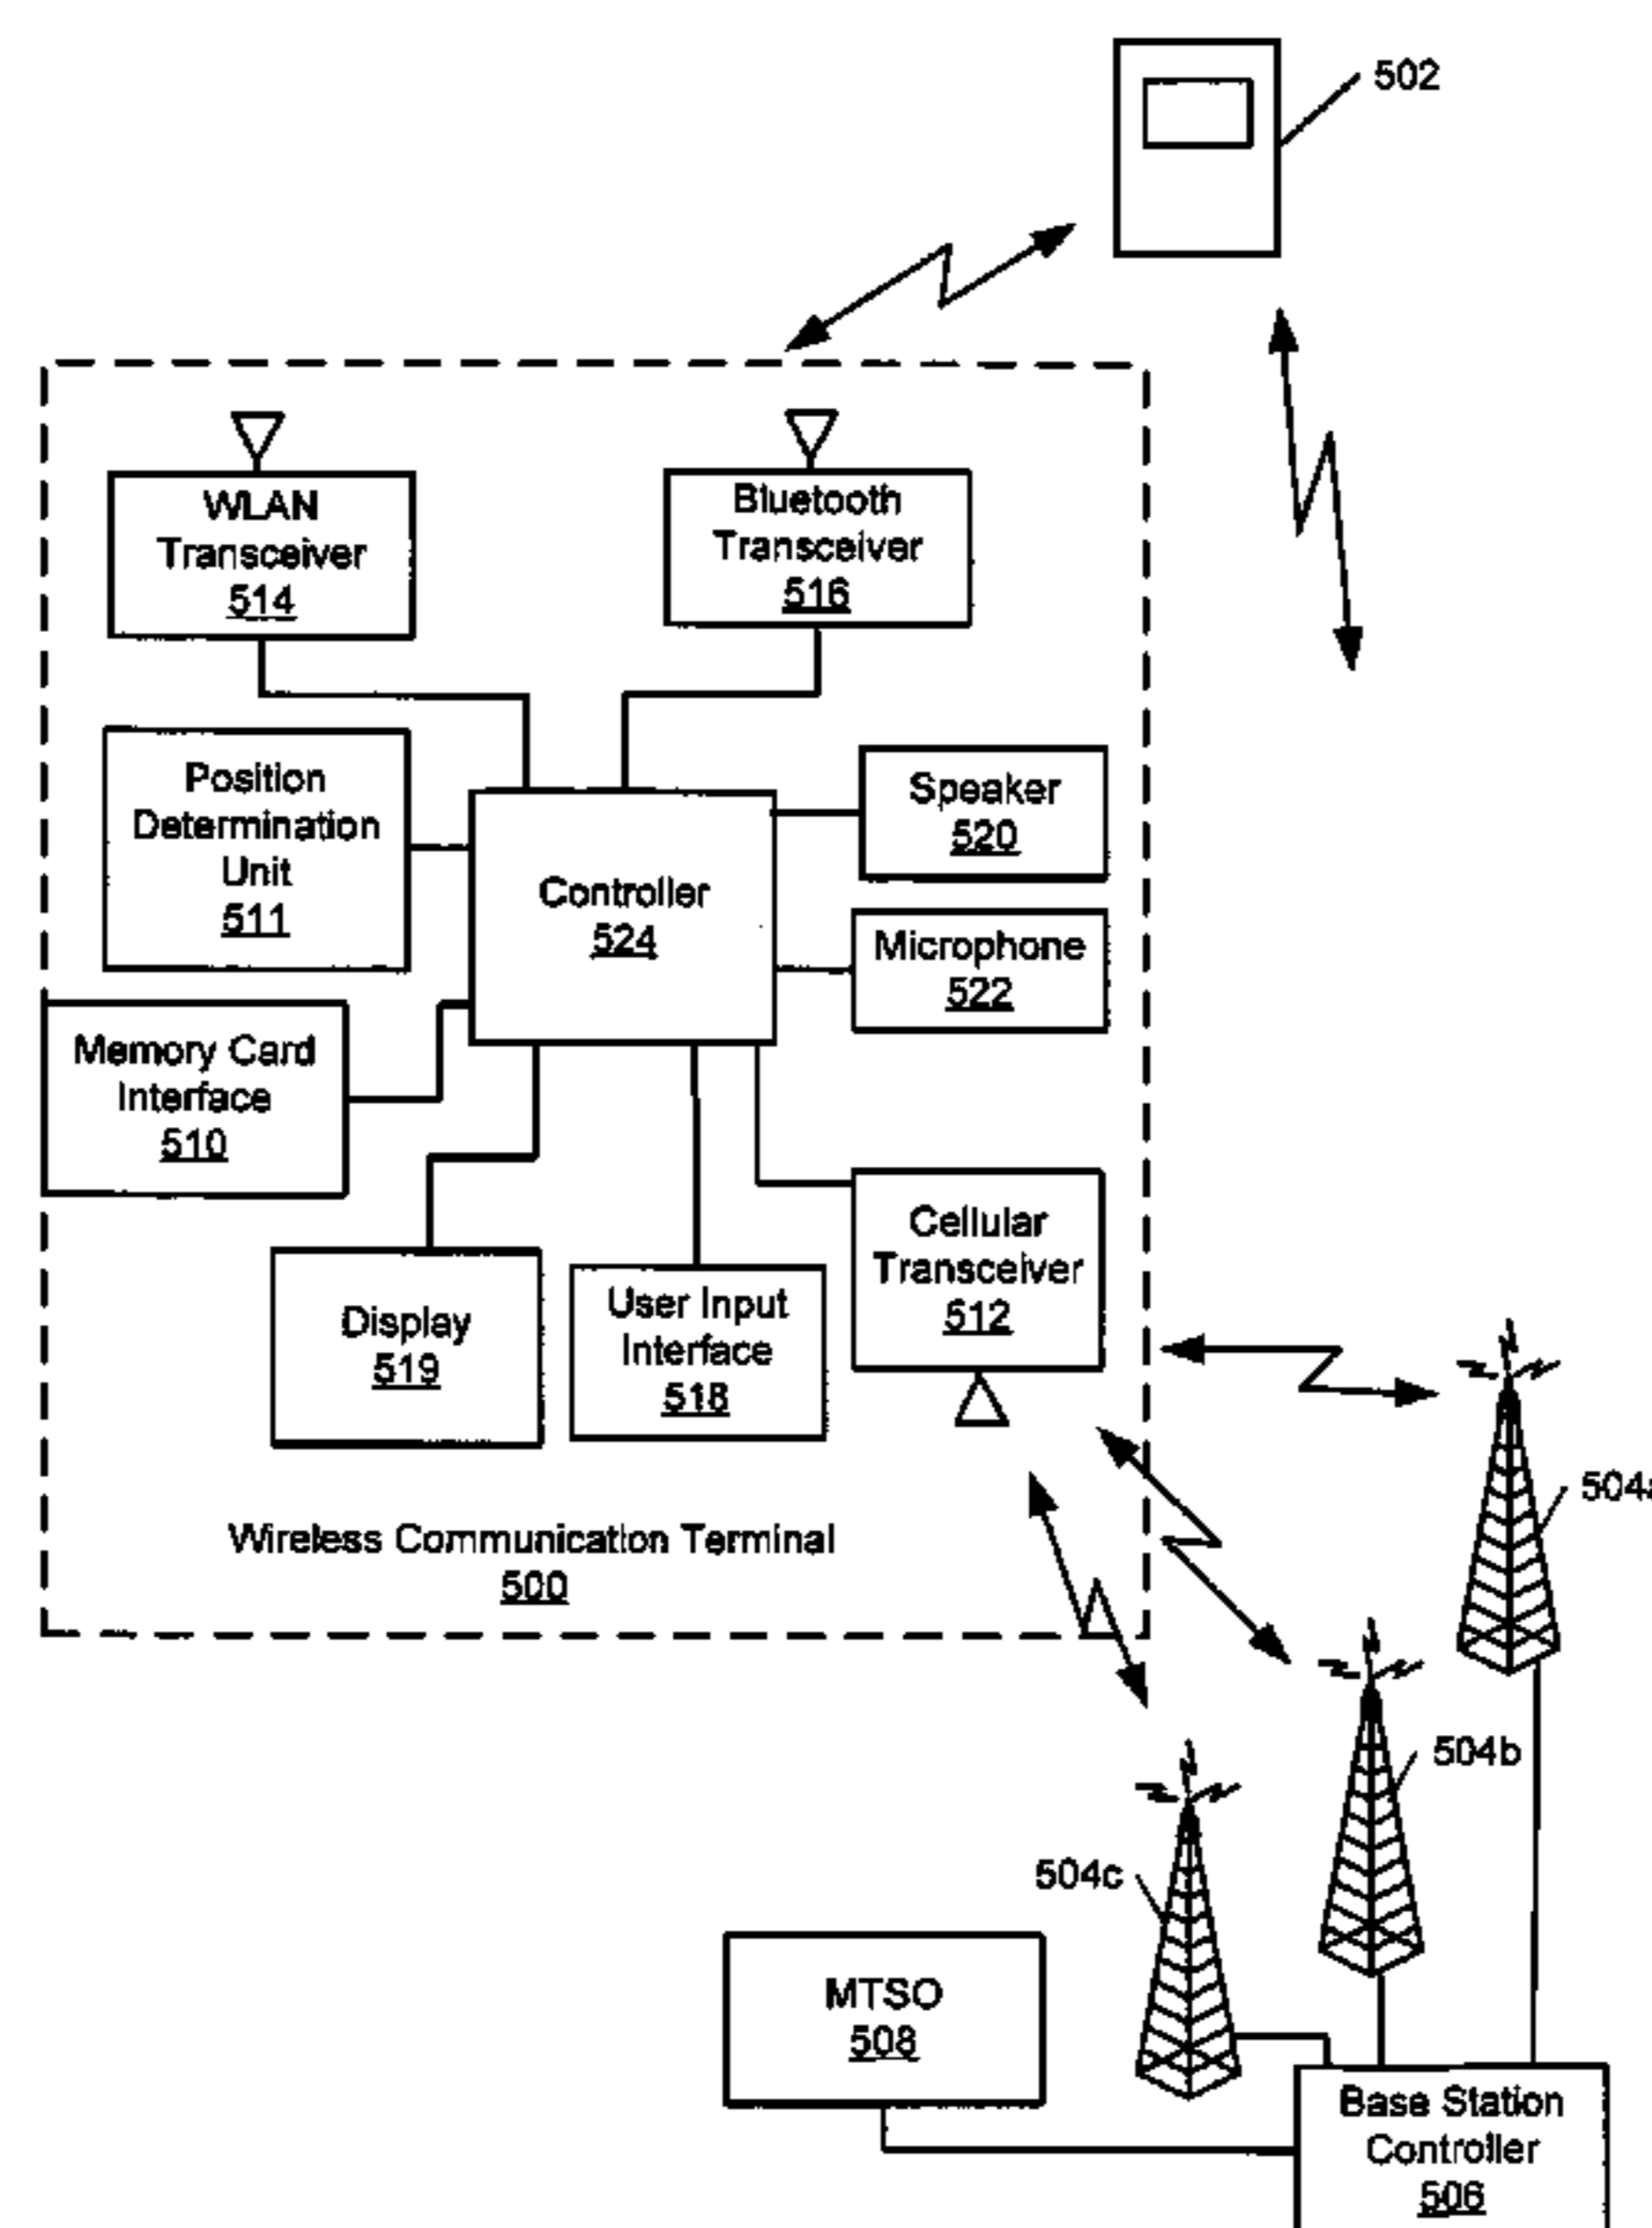 502
WLAN
Transceiver
514
Bluetooth
Transceiver
516
Position
Determination
Unit
511
Speaker
520
Controller
524
Microphone
522
Memory Card
Interface
510
Cellular
Transceiver
512
Display
519
User Input
Interface
518
504a
Wireless Communication Terminal
500
504b
504c
MTSO
508
Base Station
Controller
506